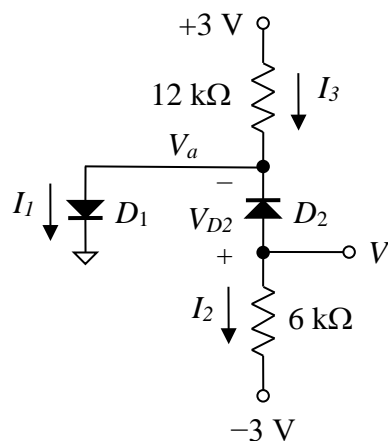 +3 V
12 kΩ
I3
Va
−
I1
D1
VD2
D2
+
V
I2
6 kΩ
−3 V